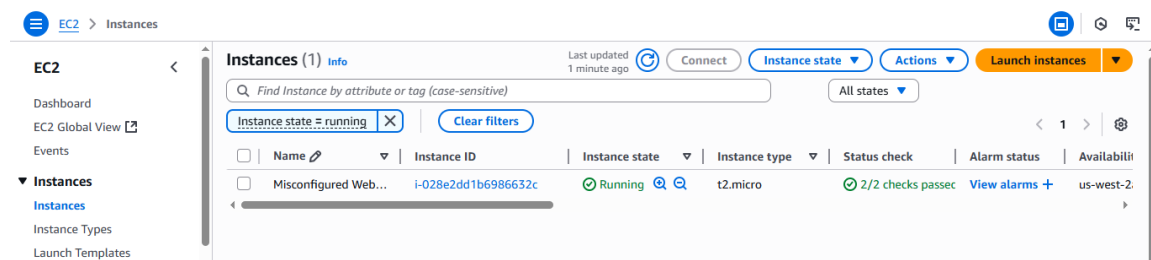 EC2 > Instances
EC2
Dashboard
EC2 Global View
Events
Instances
Instances
Instance Types
Launch Templates
Instances (1) Info
Last updated
1 minute ago
Connect
Instance state
Actions
Launch instances
Find Instance by attribute or tag (case-sensitive)
All states
Instance state = running
Clear filters
1
Name Instance ID Instance state Instance type Status check Alarm status Availabilit
Misconfigured Web... i-028e2dd1b6986632c Running t2.micro 2/2 checks passec View alarms + us-west-2